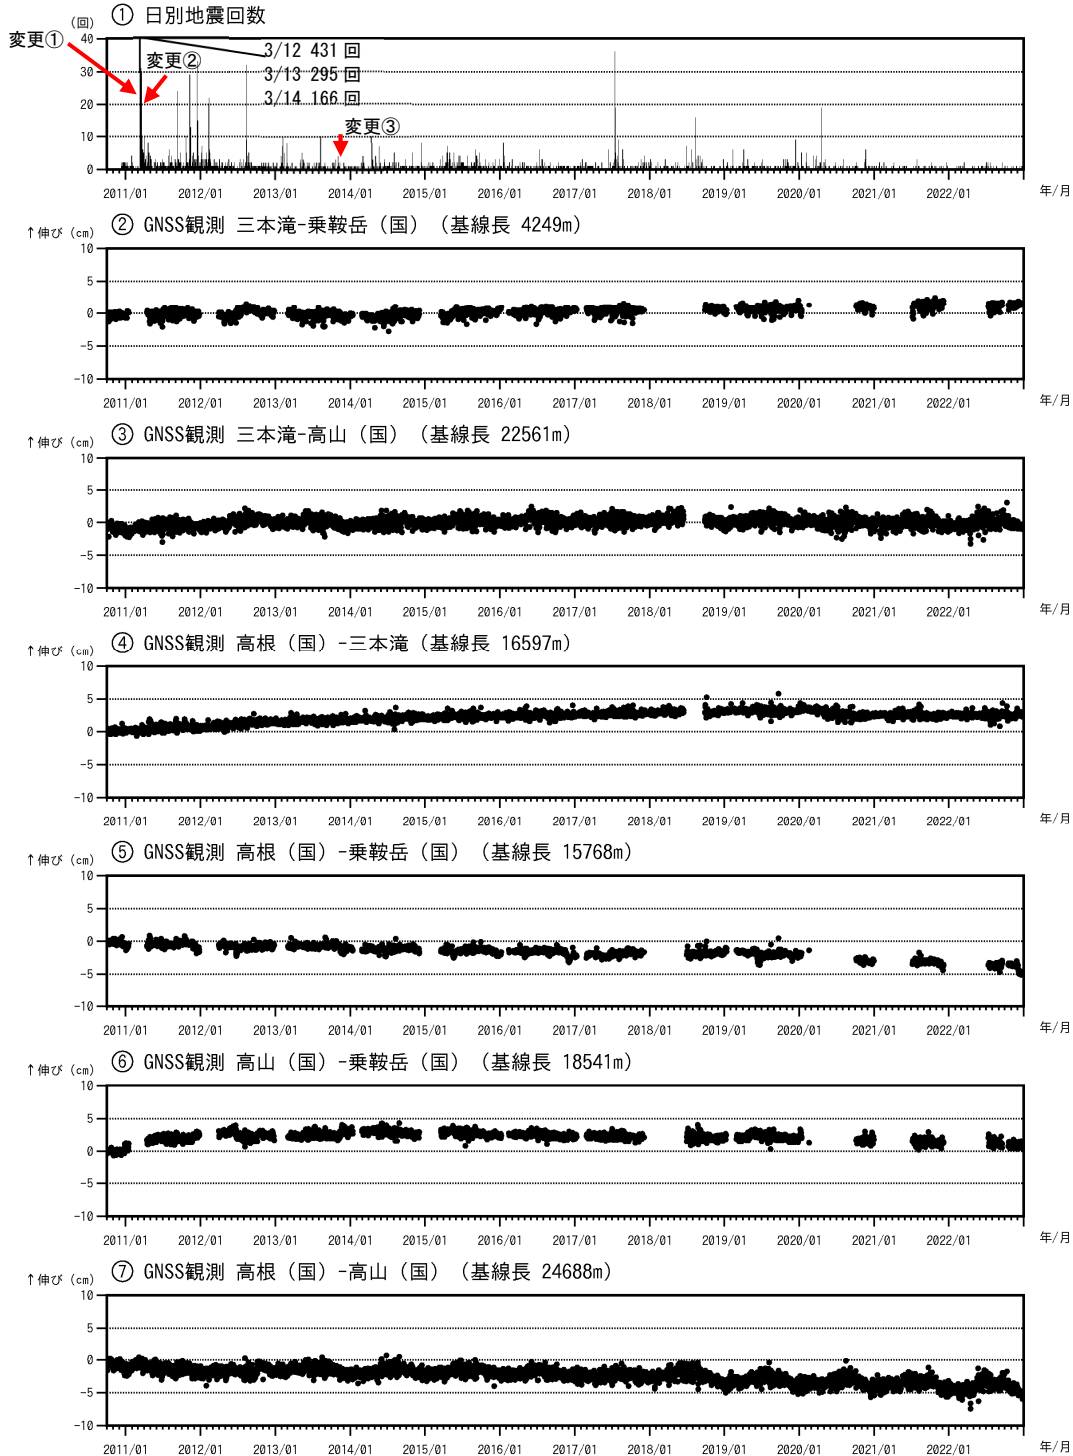 ① 日別地震回数
(回)
変更①
変更②
3/12 431 回
3/13 295 回
3/14 166 回
変更③
40
30
20
10
0
2011/01 2012/01 2013/01 2014/01 2015/01 2016/01 2017/01 2018/01 2019/01 2020/01 2021/01 2022/01 年/月
② GNSS観測 三本滝-乗鞍岳（国）（基線長 4249m）
↑伸び (cm)
10
5
0
-5
-10
2011/01 2012/01 2013/01 2014/01 2015/01 2016/01 2017/01 2018/01 2019/01 2020/01 2021/01 2022/01 年/月
③ GNSS観測 三本滝-高山（国）（基線長 22561m）
↑伸び (cm)
10
5
0
-5
-10
2011/01 2012/01 2013/01 2014/01 2015/01 2016/01 2017/01 2018/01 2019/01 2020/01 2021/01 2022/01 年/月
④ GNSS観測 高根（国）-三本滝（基線長 16597m）
↑伸び (cm)
10
5
0
-5
-10
2011/01 2012/01 2013/01 2014/01 2015/01 2016/01 2017/01 2018/01 2019/01 2020/01 2021/01 2022/01 年/月
⑤ GNSS観測 高根（国）-乗鞍岳（国）（基線長 15768m）
↑伸び (cm)
10
5
0
-5
-10
2011/01 2012/01 2013/01 2014/01 2015/01 2016/01 2017/01 2018/01 2019/01 2020/01 2021/01 2022/01 年/月
⑥ GNSS観測 高山（国）-乗鞍岳（国）（基線長 18541m）
↑伸び (cm)
10
5
0
-5
-10
2011/01 2012/01 2013/01 2014/01 2015/01 2016/01 2017/01 2018/01 2019/01 2020/01 2021/01 2022/01 年/月
⑦ GNSS観測 高根（国）-高山（国）（基線長 24688m）
↑伸び (cm)
10
5
0
-5
-10
2011/01 2012/01 2013/01 2014/01 2015/01 2016/01 2017/01 2018/01 2019/01 2020/01 2021/01 2022/01 年/月